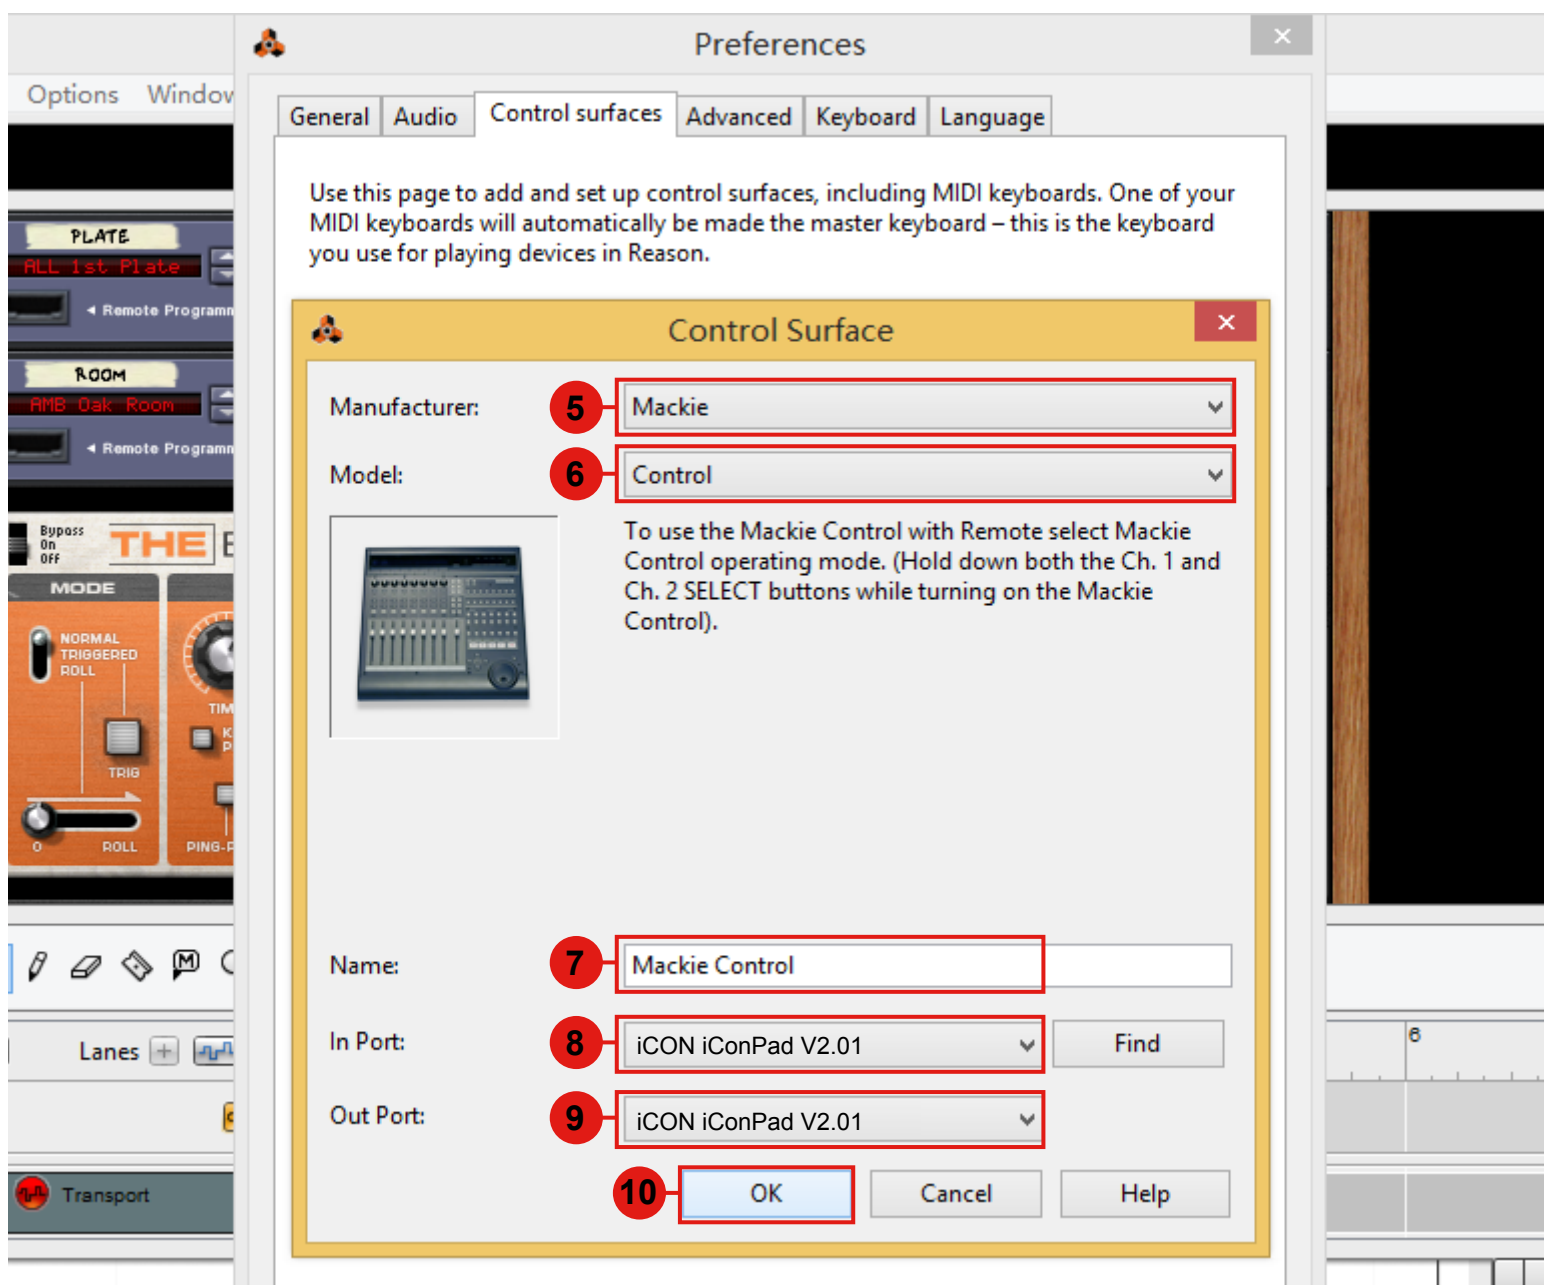 Preferences
Options Window
General Audio Control surfaces Advanced Keyboard Language
Use this page to add and set up control surfaces, including MIDI keyboards. One of your
MIDI keyboards will automatically be made the master keyboard – this is the keyboard
you use for playing devices in Reason.
PLATE
ALL 1st Plate
Remote Programm
ROOM
AMB Oak Room
Remote Programm
Bypass
On
Off
THE E
MODE
NORMAL
TRIGGERED
ROLL
TIM
K
P
TRIG
0 ROLL PING-P
Control Surface
Manufacturer: 5 Mackie
Model: 6 Control
To use the Mackie Control with Remote select Mackie
Control operating mode. (Hold down both the Ch. 1 and
Ch. 2 SELECT buttons while turning on the Mackie
Control).
Name: 7 Mackie Control
In Port: 8 iCON iConPad V2.01 Find
Out Port: 9 iCON iConPad V2.01
10 OK Cancel Help
M
Lanes +
6
Transport